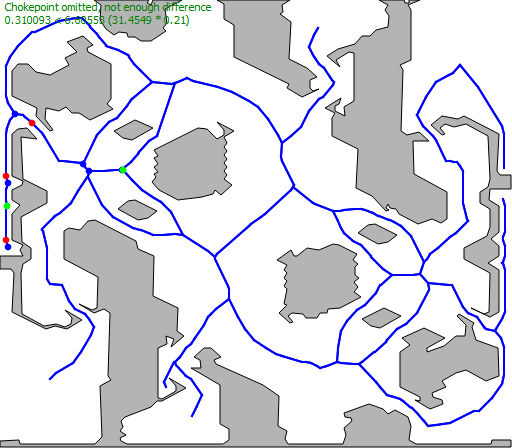 Chokepoint omitted, not enough difference
0.310093 < 6.60553 (31.4549 * 0.21)